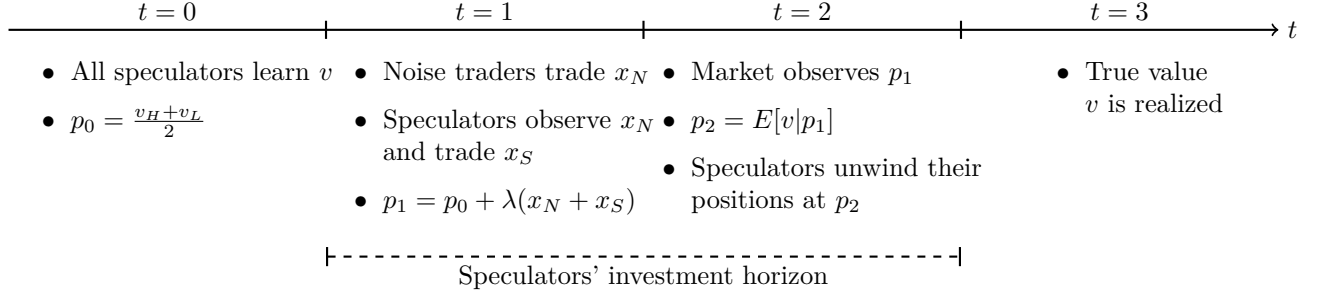 t = 0
t = 1
t = 2
t = 3
t
• All speculators learn v
• p₀ = (v_H+v_L)/2
• Noise traders trade x_N
• Speculators observe x_N
and trade x_S
• p₁ = p₀ + λ(x_N + x_S)
• Market observes p₁
• p₂ = E[v|p₁]
• Speculators unwind their
positions at p₂
• True value
v is realized
Speculators' investment horizon